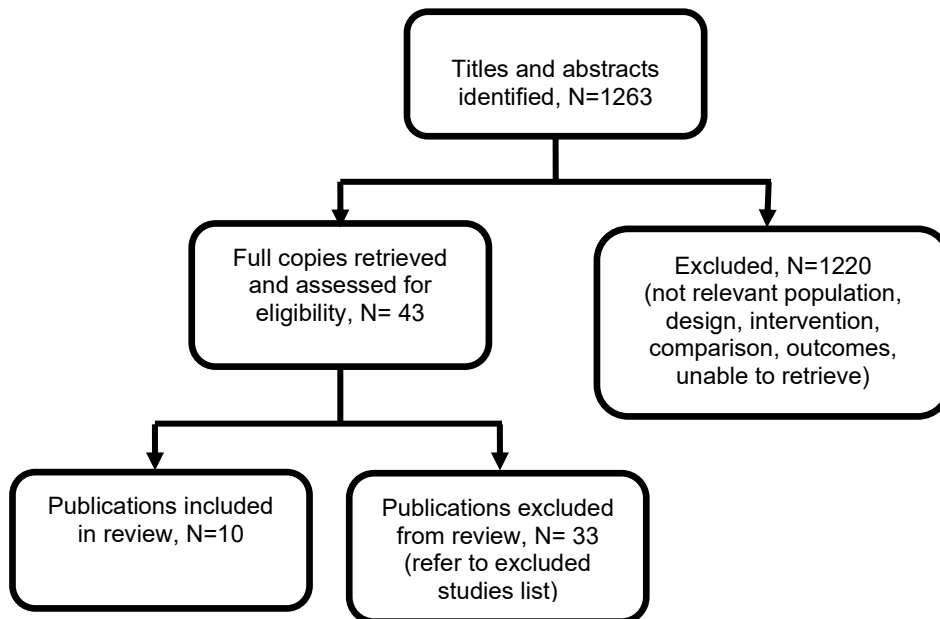 Titles and abstracts
identified, N=1263
Full copies retrieved
and assessed for
eligibility, N= 43
Excluded, N=1220
(not relevant population,
design, intervention,
comparison, outcomes,
unable to retrieve)
Publications included
in review, N=10
Publications excluded
from review, N= 33
(refer to excluded
studies list)